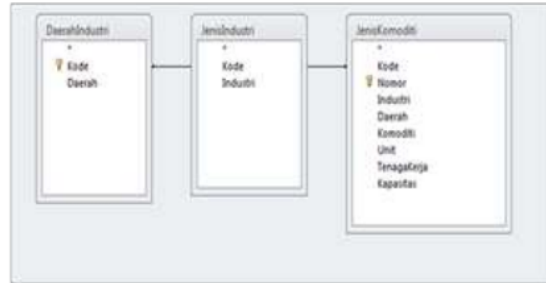 DaerahIndustri
*
Kode
Daerah
JenisIndustri
*
Kode
Industri
JenisKomoditi
*
Kode
Nomor
Industri
Daerah
Komoditi
Unit
TenagaKerja
Kapasitas